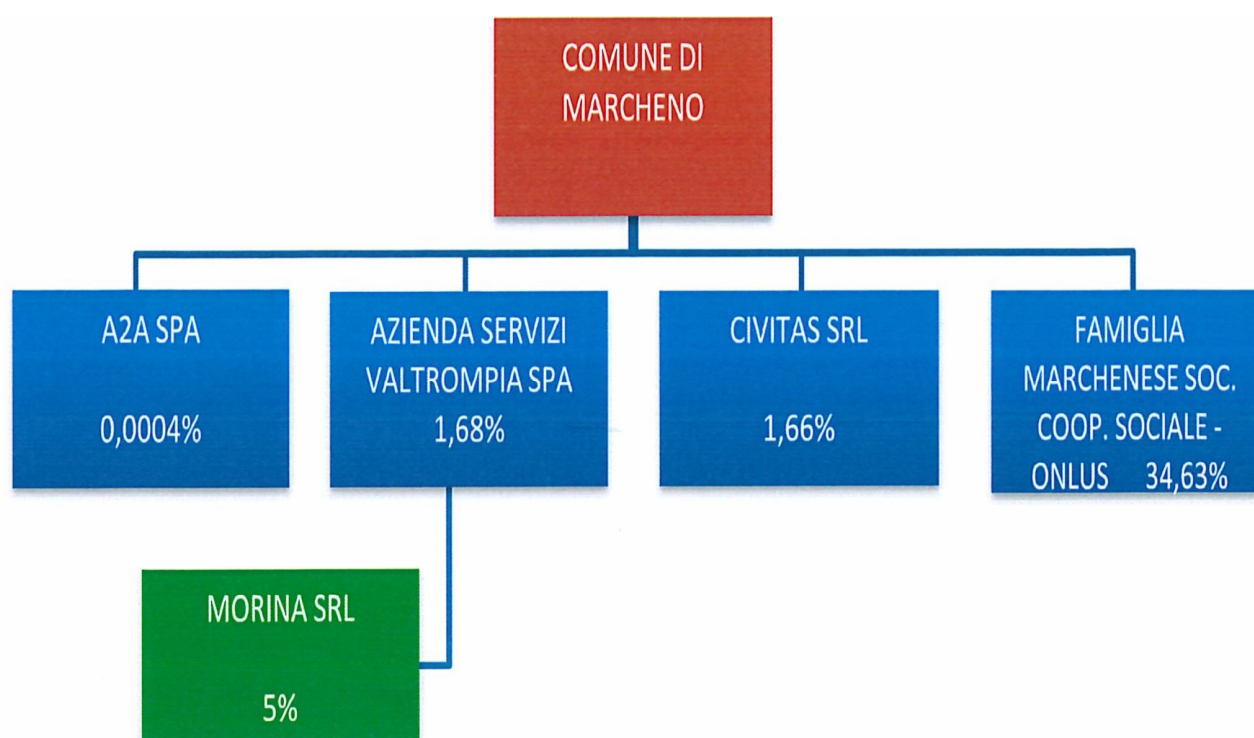 COMUNE DI
MARCHENO
A2A SPA
0,0004%
AZIENDA SERVIZI
VALTROMPIA SPA
1,68%
CIVITAS SRL
1,66%
FAMIGLIA
MARCHENESE SOC.
COOP. SOCIALE -
ONLUS 34,63%
MORINA SRL
5%